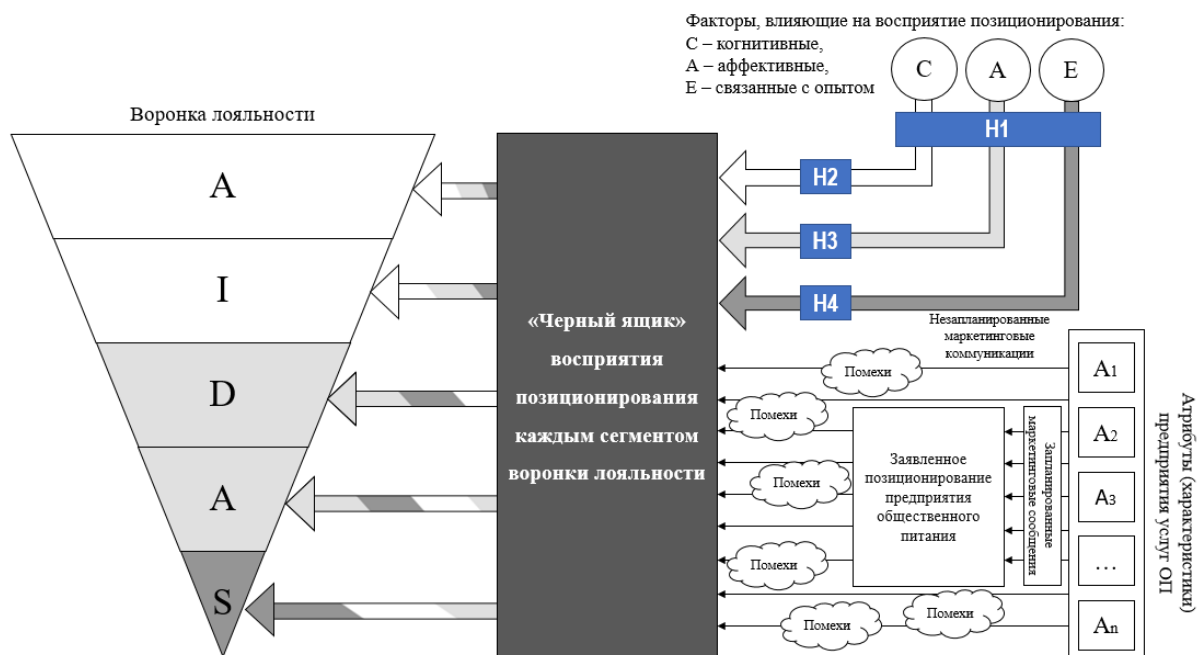 Факторы, влияющие на восприятие позиционирования:
C – когнитивные,
A – аффективные,
E – связанные с опытом
C
A
E
H1
H2
H3
H4
Воронка лояльности
A
I
D
A
S
«Черный ящик»
восприятия
позиционирования
каждым сегментом
воронки лояльности
Незапланированные
маркетинговые
коммуникации
Помехи
Помехи
Помехи
Помехи
Помехи
Помехи
Заявленное
позиционирование
предприятия
общественного
питания
Запланированные
маркетинговые сообщения
A1
A2
A3
…
An
Атрибуты (характеристики)
предприятия услуг ОП